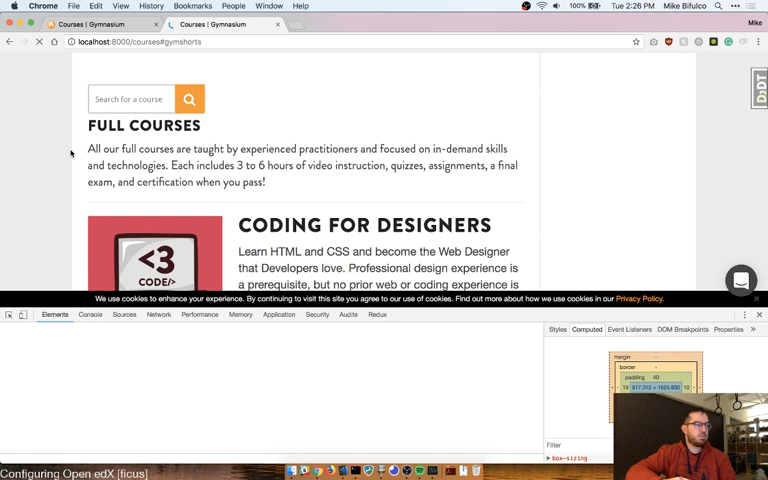 Chrome File Edit View History Bookmarks People Window Help
100% Tue 2:26 PM Mike Bifulco
Courses | Gymnasium
Courses | Gymnasium
Mike
localhost:8000/courses#gymshorts
DJDT
Search for a course
FULL COURSES
All our full courses are taught by experienced practitioners and focused on in-demand skills
and technologies. Each includes 3 to 6 hours of video instruction, quizzes, assignments, a final
exam, and certification when you pass!
<3
CODE/>
CODING FOR DESIGNERS
Learn HTML and CSS and become the Web Designer
that Developers love. Professional design experience is
a prerequisite, but no prior web or coding experience is
We use cookies to enhance your experience. By continuing to visit this site you agree to our use of cookies. Find out more about how we use cookies in our Privacy Policy.
Elements Console Sources Network Performance Memory Application Security Audits Redux
Styles Computed Event Listeners DOM Breakpoints Properties
margin -
border -
padding 40
10 817.313 × 1920.830 10
Filter
box-sizing
Configuring Open edX [ficus]